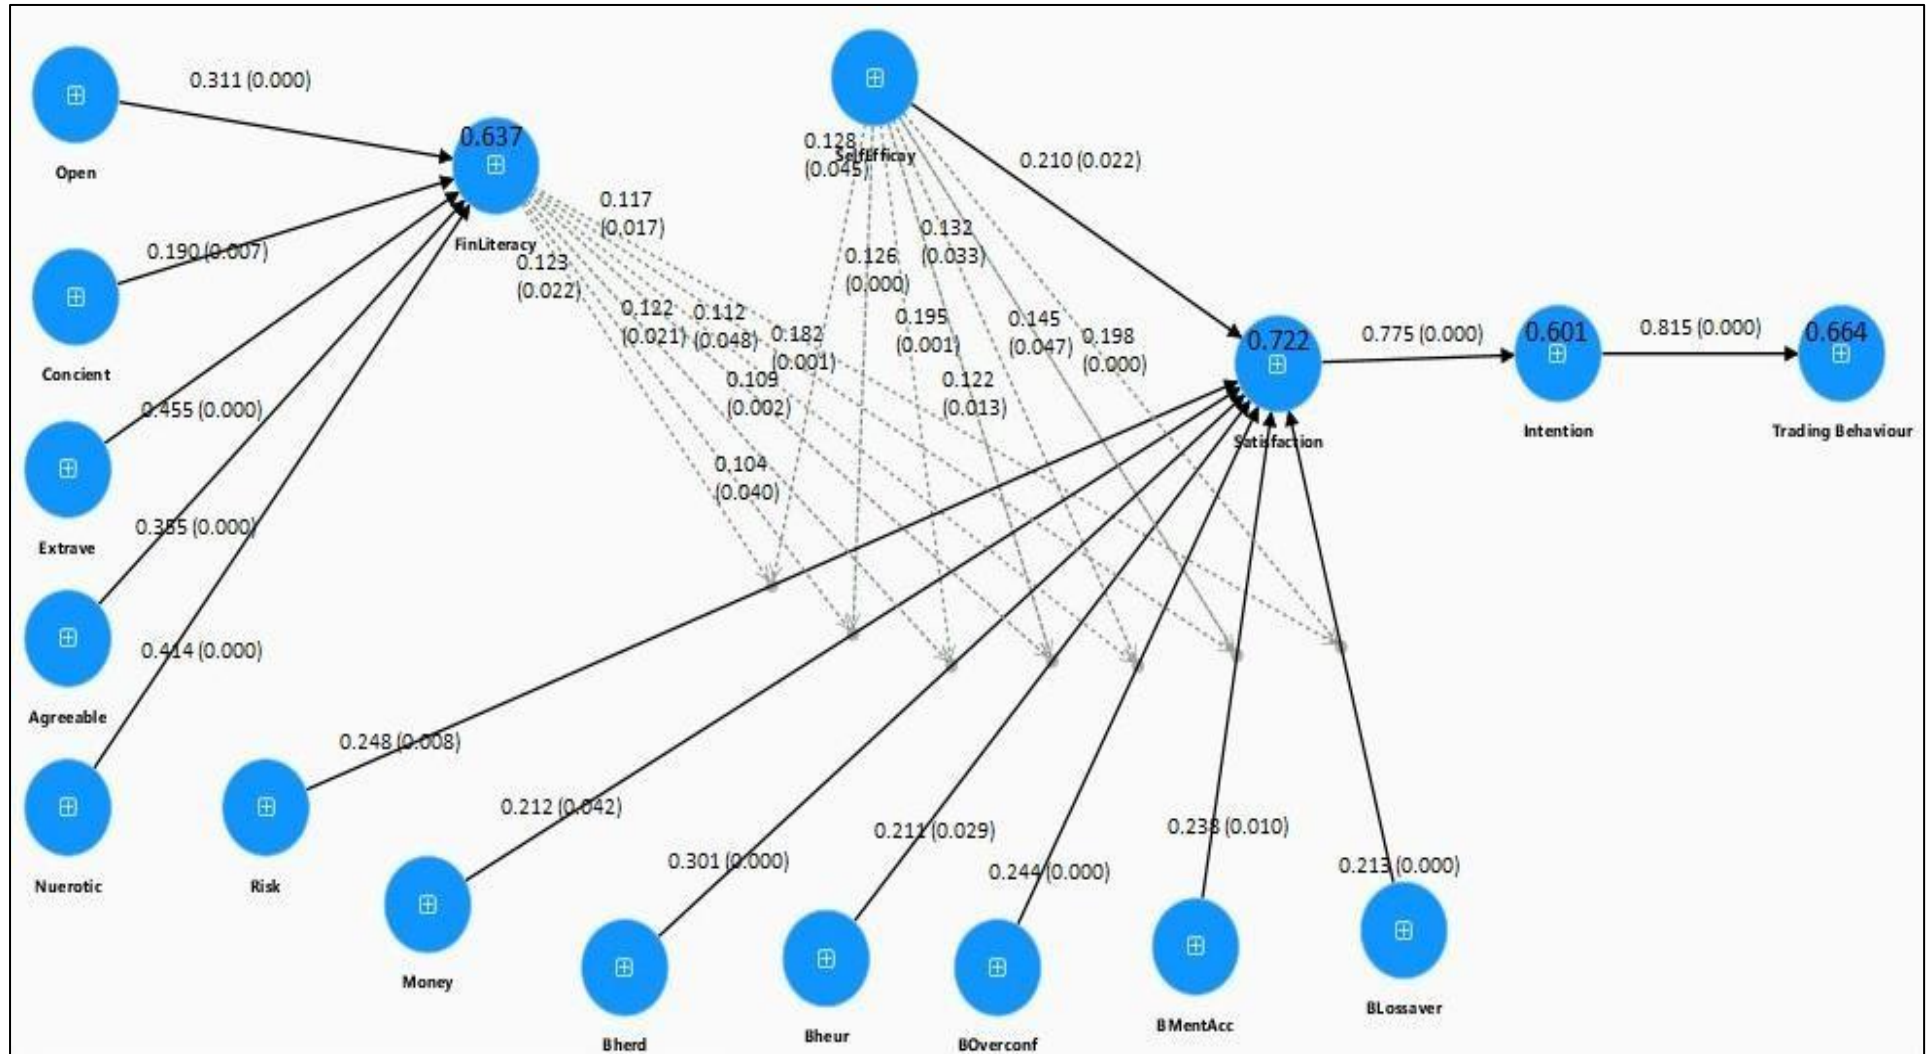 0.311 (0.000)
Open
0.637
FinLiteracy
0.190 (0.007)
Concient
0.455 (0.000)
Extrave
0.355 (0.000)
Agreeable
0.414 (0.000)
Nuerotic
0.117
(0.017)
0.123
(0.022)
0.122
(0.021)
0.112
(0.048)
0.182
(0.001)
0.109
(0.002)
0.104
(0.040)
0.128
(0.045)
SelfEfficay
0.210 (0.022)
0.132
(0.033)
0.126
(0.000)
0.195
(0.001)
0.145
(0.047)
0.198
(0.000)
0.122
(0.013)
0.722
Satisfaction
0.775 (0.000)
0.601
Intention
0.815 (0.000)
0.664
Trading Behaviour
0.248 (0.008)
Risk
0.212 (0.042)
Money
0.301 (0.000)
Bherd
0.211 (0.029)
Bheur
0.244 (0.000)
BOverconf
0.238 (0.010)
BMentAcc
0.213 (0.000)
BLossaver